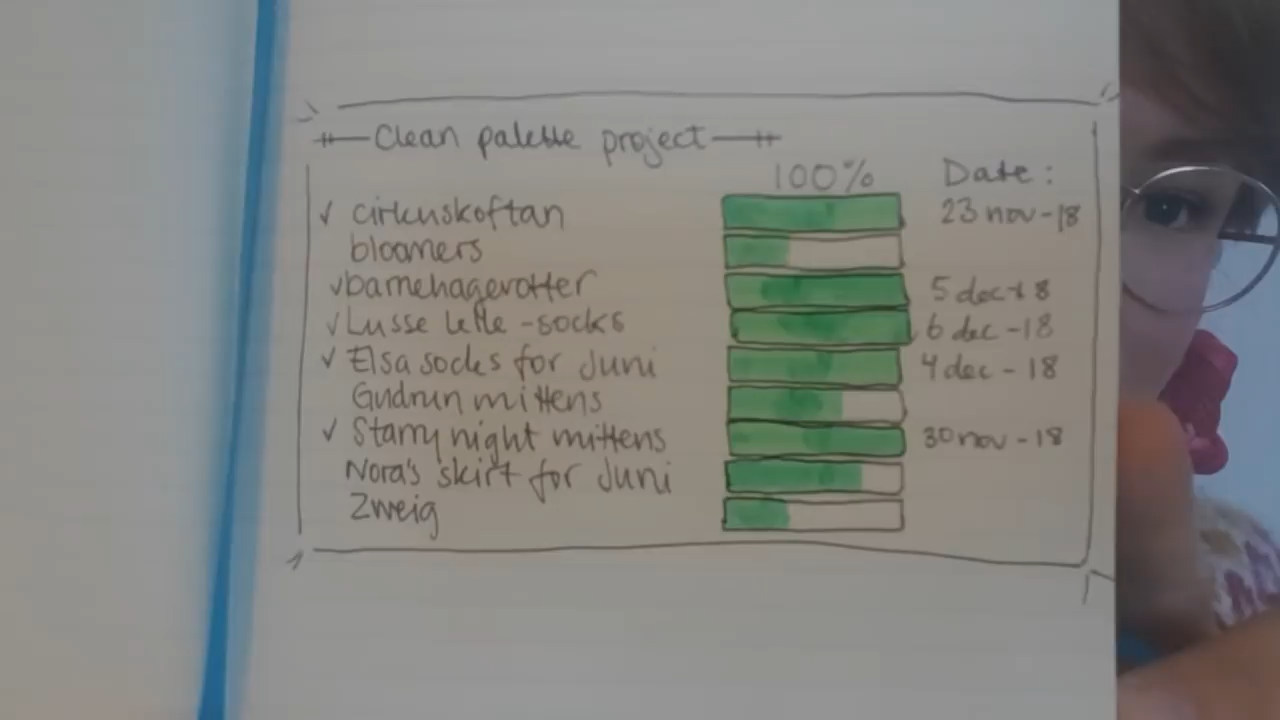 Clean palette project
100% Date:
✓ cirkuskoftan 23 nov-18
bloomers
✓ barnehagerotter 5 dec-18
✓ Lusse Lelle -socks 6 dec -18
✓ Elsa socks for Juni 4 dec - 18
Gudrun mittens
✓ Starry night mittens 30 nov -18
Nora's skirt for Juni
Zweig